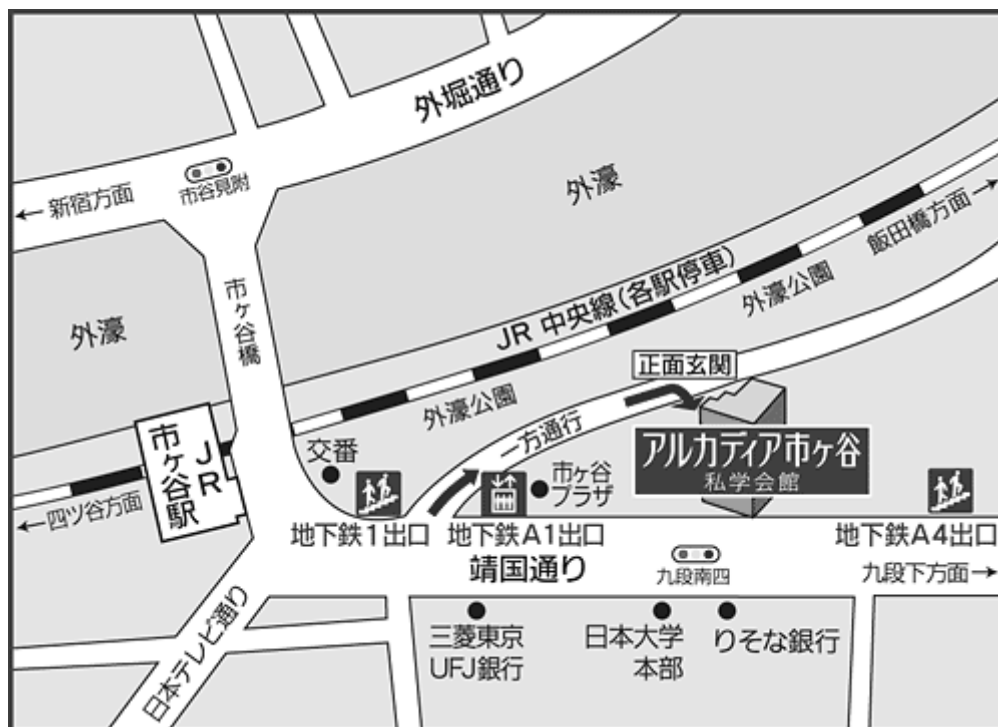 外堀通り
市谷見附
← 新宿方面
外濠
飯田橋方面 →
市ヶ谷橋
外濠
JR 中央線(各駅停車)
外濠公園
正面玄関
外濠公園
一方通行
アルカディア市ヶ谷
私学会館
JR
市ヶ谷駅
交番
市ヶ谷
プラザ
← 四ツ谷方面
地下鉄1出口
地下鉄A1出口
地下鉄A4出口
靖国通り
九段南四
九段下方面 →
日本テレビ通り
三菱東京
UFJ銀行
日本大学
本部
りそな銀行